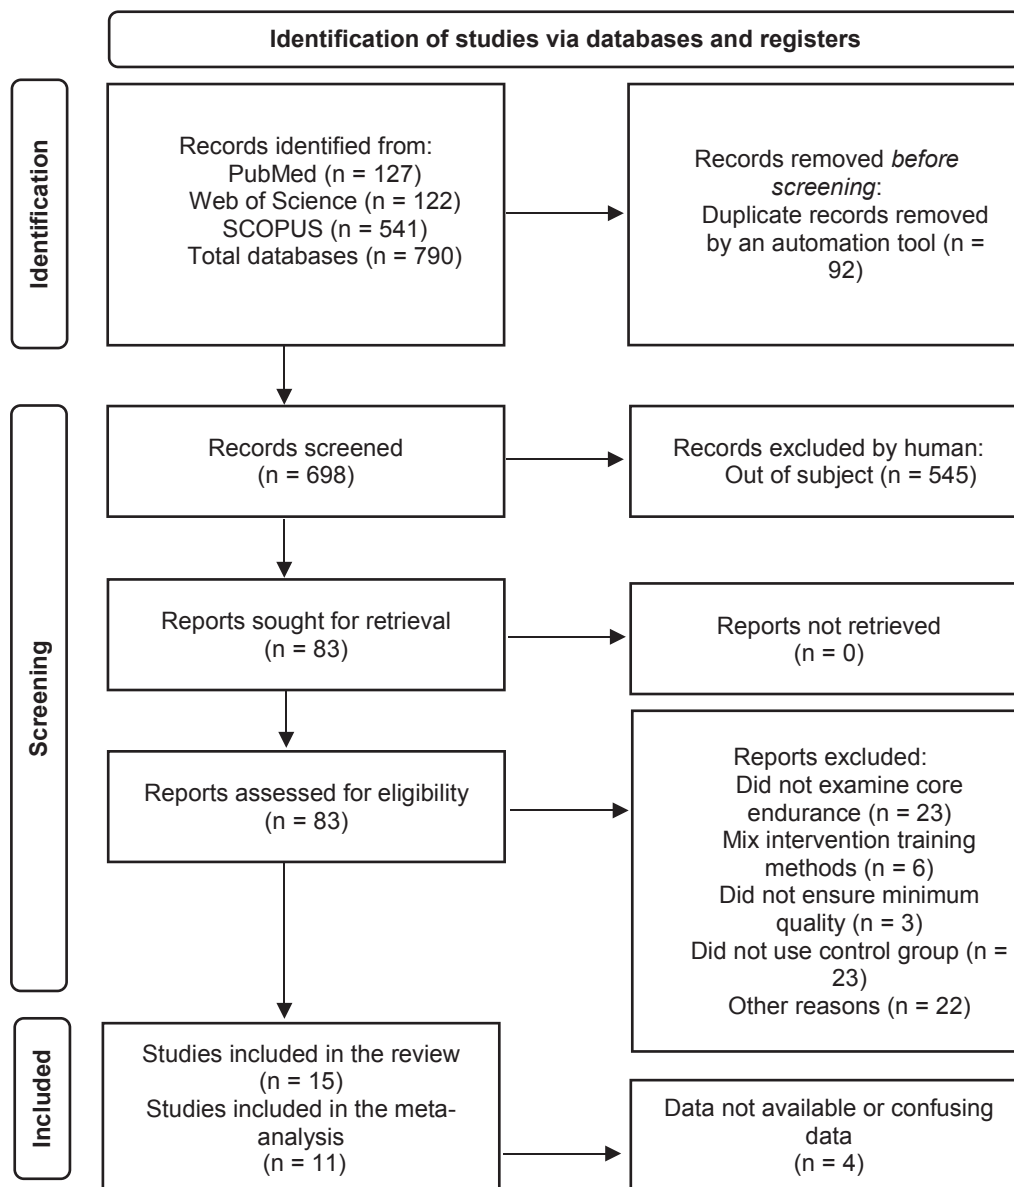 Identification of studies via databases and registers
Identification
Records identified from:
PubMed (n = 127)
Web of Science (n = 122)
SCOPUS (n = 541)
Total databases (n = 790)
Records removed before
screening:
Duplicate records removed
by an automation tool (n =
92)
Screening
Records screened
(n = 698)
Records excluded by human:
Out of subject (n = 545)
Reports sought for retrieval
(n = 83)
Reports not retrieved
(n = 0)
Reports assessed for eligibility
(n = 83)
Reports excluded:
Did not examine core
endurance (n = 23)
Mix intervention training
methods (n = 6)
Did not ensure minimum
quality (n = 3)
Did not use control group (n =
23)
Other reasons (n = 22)
Included
Studies included in the review
(n = 15)
Studies included in the meta-
analysis
(n = 11)
Data not available or confusing
data
(n = 4)